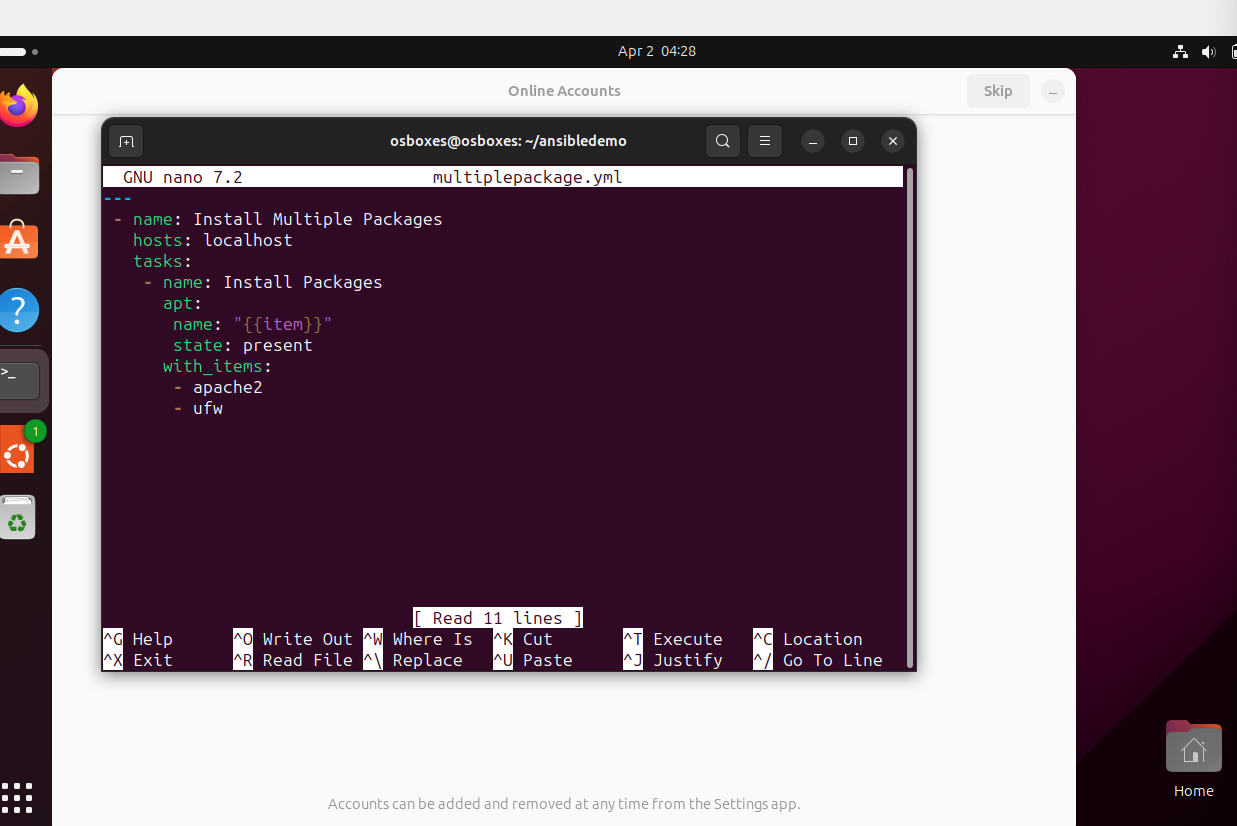 Apr 2 04:28
Online Accounts
Skip
osboxes@osboxes: ~/ansibledemo
GNU nano 7.2 multiplepackage.yml
---
- name: Install Multiple Packages
hosts: localhost
tasks:
- name: Install Packages
apt:
name: "{{item}}"
state: present
with_items:
- apache2
- ufw
1
[ Read 11 lines ]
^G Help ^O Write Out ^W Where Is ^K Cut ^T Execute ^C Location
^X Exit ^R Read File ^\ Replace ^U Paste ^J Justify ^/ Go To Line
Home
Accounts can be added and removed at any time from the Settings app.